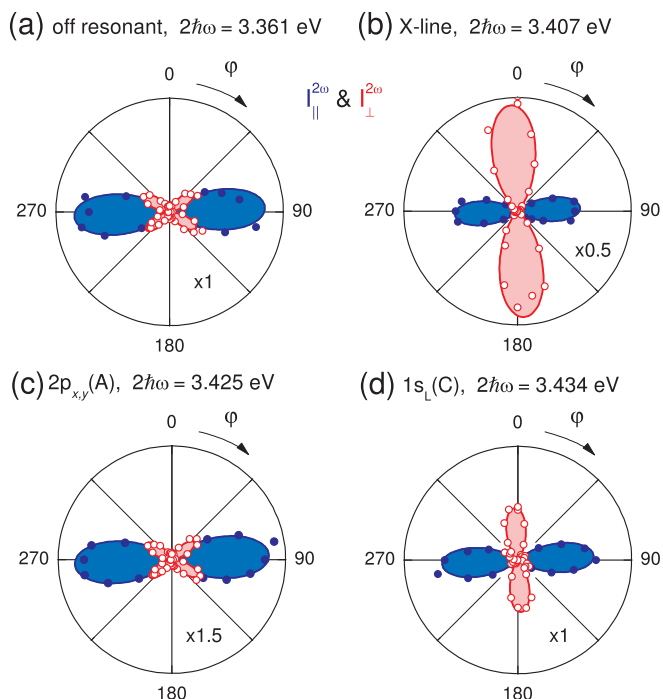 (a) off resonant, 2ħω = 3.361 eV
(b) X-line, 2ħω = 3.407 eV
0 φ
I∥²ω & I⊥²ω
0 φ
270 90
270 90
x1
x0.5
180
180
(c) 2px,y(A), 2ħω = 3.425 eV
(d) 1sL(C), 2ħω = 3.434 eV
0 φ
0 φ
270 90
270 90
x1.5
x1
180
180